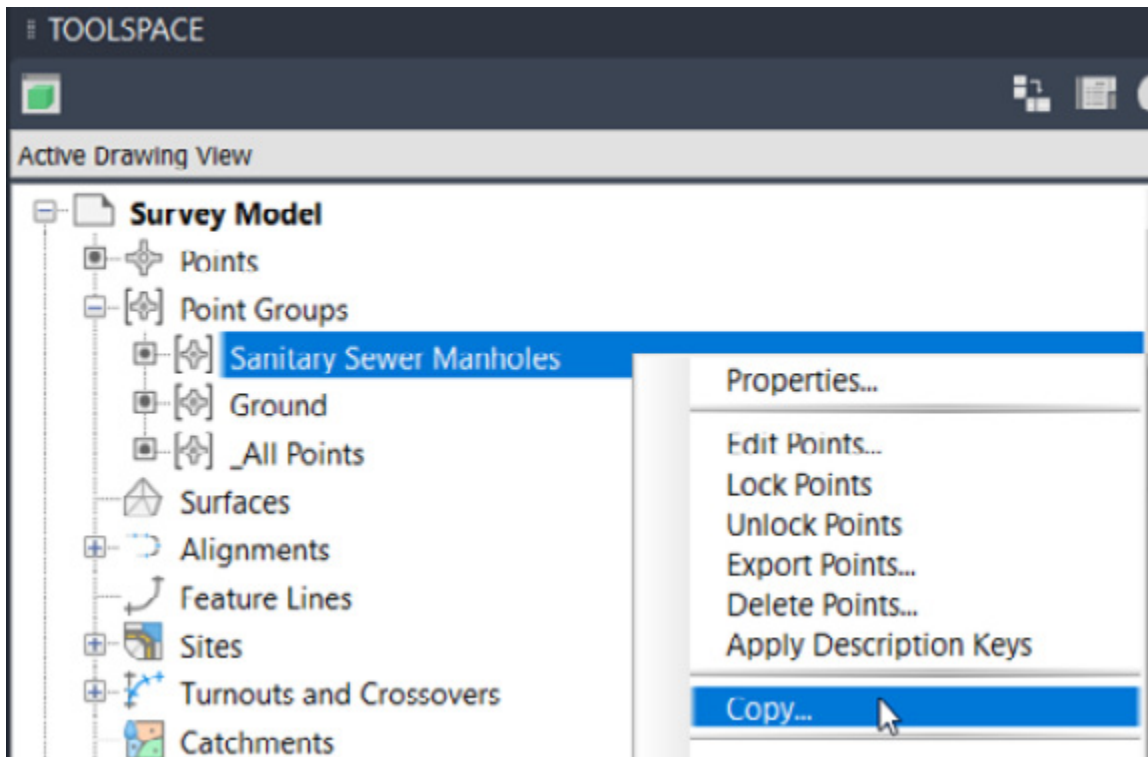 TOOLSPACE
Active Drawing View
Survey Model
Points
Point Groups
Sanitary Sewer Manholes
Ground
_All Points
Surfaces
Alignments
Feature Lines
Sites
Turnouts and Crossovers
Catchments
Properties...
Edit Points...
Lock Points
Unlock Points
Export Points...
Delete Points...
Apply Description Keys
Copy...